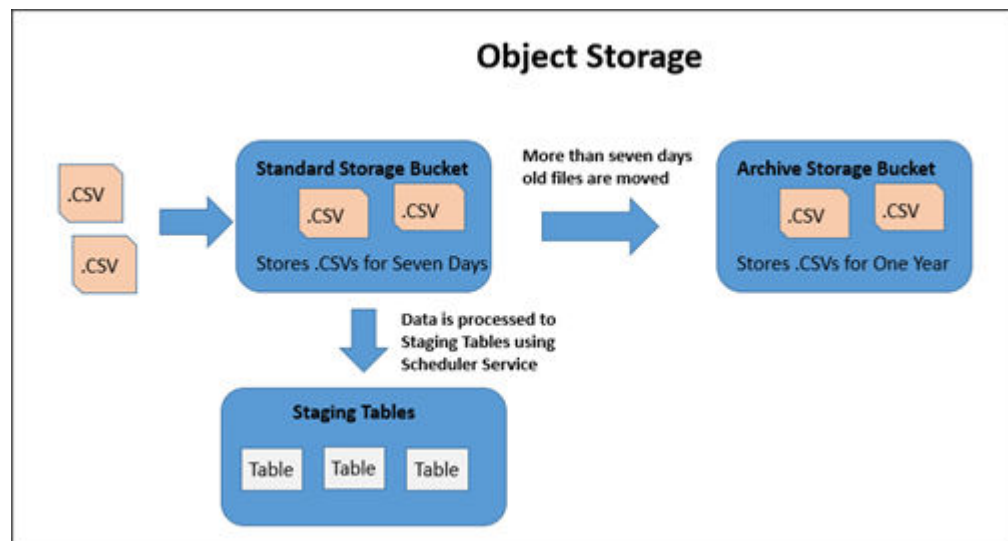 Object Storage
.CSV
.CSV
Standard Storage Bucket
.CSV
.CSV
Stores .CSVs for Seven Days
More than seven days
old files are moved
Archive Storage Bucket
.CSV
.CSV
Stores .CSVs for One Year
Data is processed to
Staging Tables using
Scheduler Service
Staging Tables
Table
Table
Table